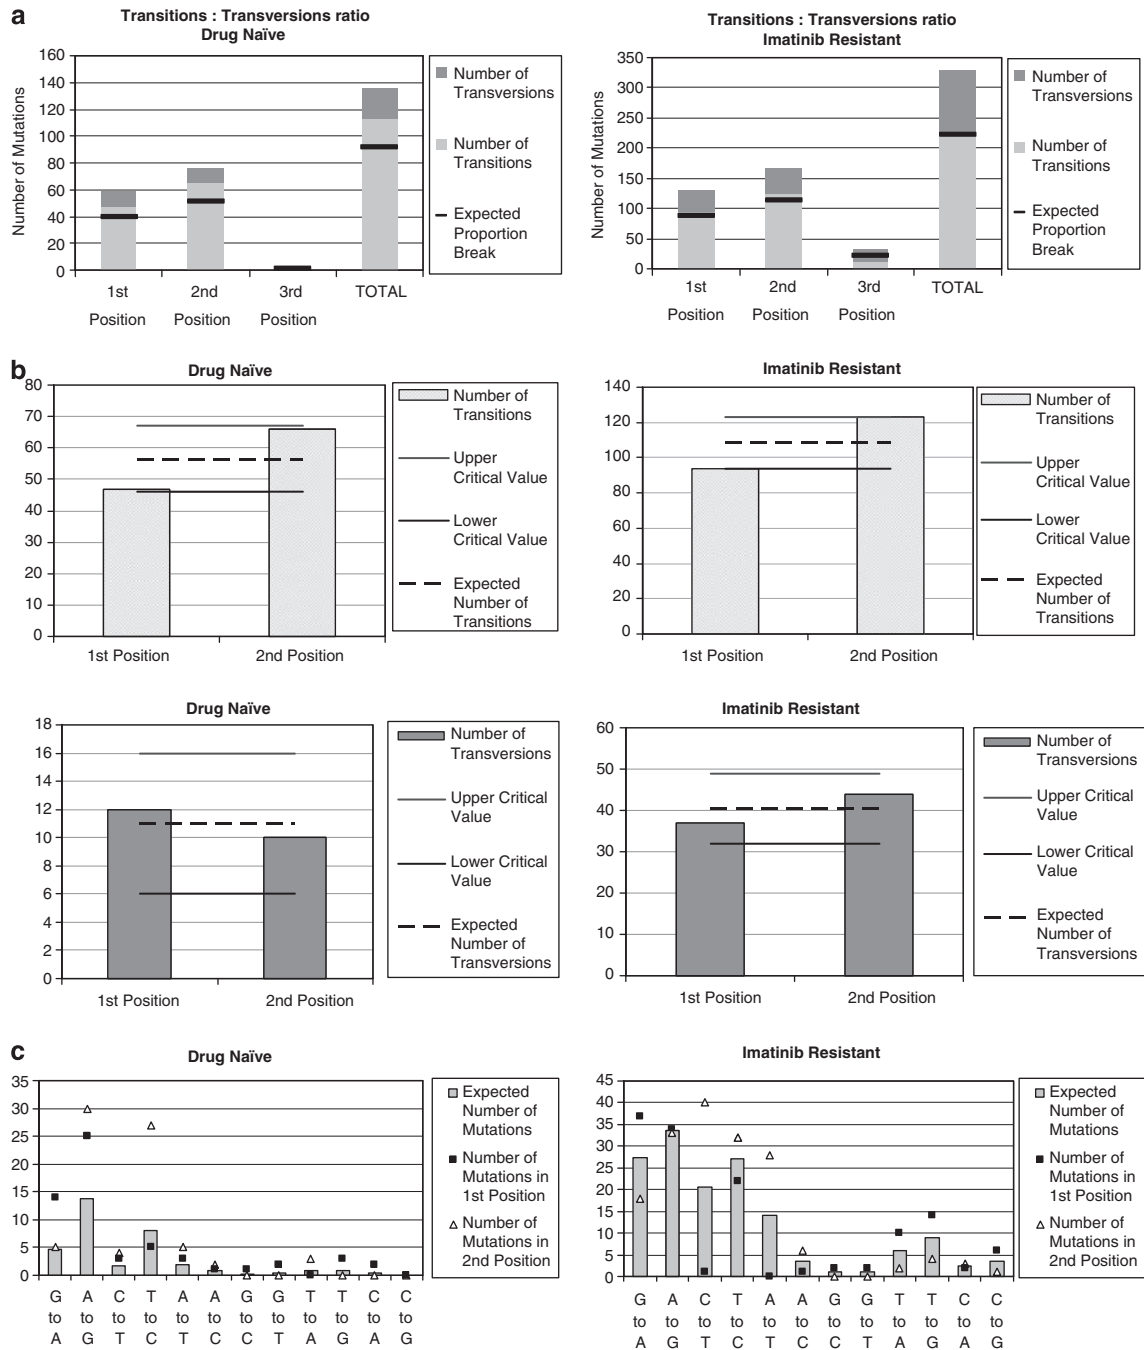 a
Transitions : Transversions ratio
Drug Naïve
160
140
120
100
80
60
40
20
0
Number of Mutations
1st
Position
2nd
Position
3rd
Position
TOTAL
Number of
Transversions
Number of
Transitions
Expected
Proportion
Break
Transitions : Transversions ratio
Imatinib Resistant
350
300
250
200
150
100
50
0
Number of Mutations
1st
Position
2nd
Position
3rd
Position
TOTAL
Number of
Transversions
Number of
Transitions
Expected
Proportion
Break
b
Drug Naïve
80
70
60
50
40
30
20
10
0
1st Position
2nd Position
Number of
Transitions
Upper
Critical Value
Lower
Critical Value
Expected
Number of
Transitions
Imatinib Resistant
140
120
100
80
60
40
20
0
1st Position
2nd Position
Number of
Transitions
Upper
Critical Value
Lower
Critical Value
Expected
Number of
Transitions
Drug Naïve
18
16
14
12
10
8
6
4
2
0
1st Position
2nd Position
Number of
Transversions
Upper Critical
Value
Lower Critical
Value
Expected
Number of
Transversions
Imatinib Resistant
60
50
40
30
20
10
0
1st Position
2nd Position
Number of
Transversions
Upper Critical
Value
Lower Critical
Value
Expected
Number of
Transversions
c
Drug Naïve
35
30
25
20
15
10
5
0
G A C T A A G G T T C C
to to to to to to to to to to to to
A G T C T C C T A G A G
Expected
Number of
Mutations
Number of
Mutations in
1st Position
Number of
Mutations in
2nd Position
Imatinib Resistant
45
40
35
30
25
20
15
10
5
0
G A C T A A G G T T C C
to to to to to to to to to to to to
A G T C T C C T A G A G
Expected
Number of
Mutations
Number of
Mutations in
1st Position
Number of
Mutations in
2nd Position